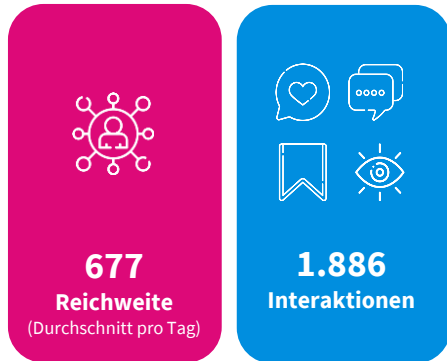 677
Reichweite
(Durchschnitt pro Tag)
1.886
Interaktionen